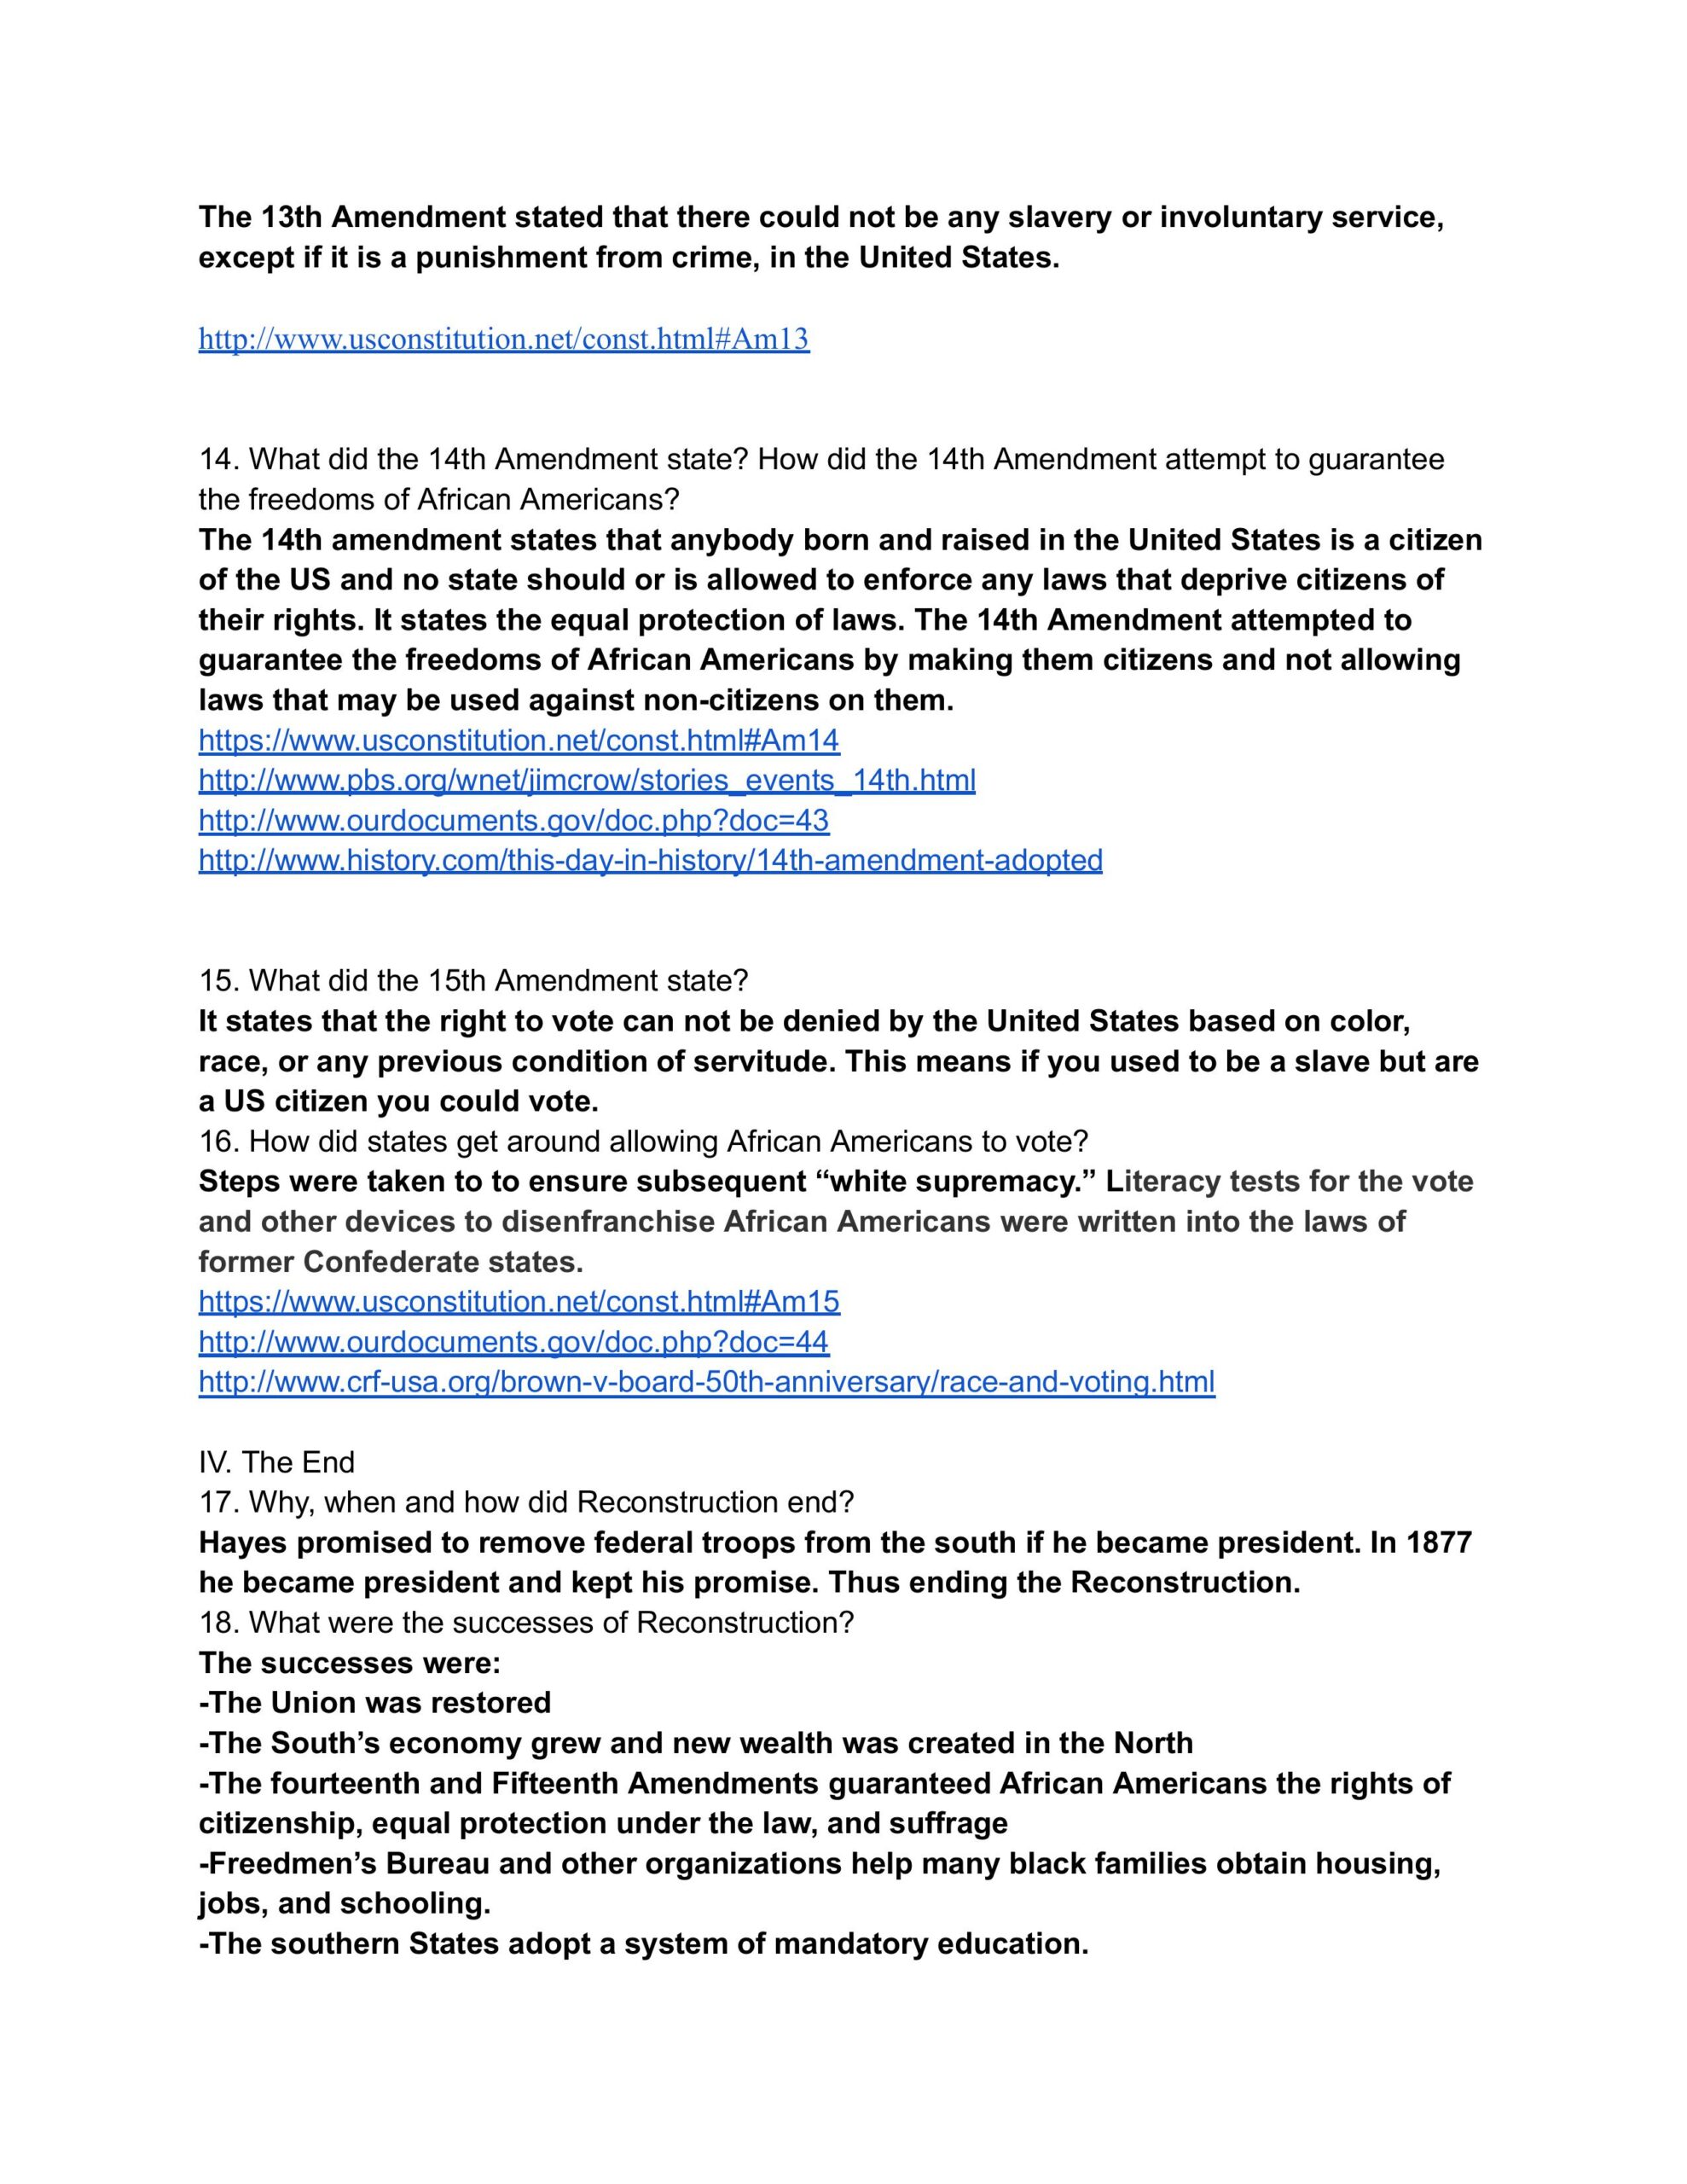 The 13th Amendment stated that there could not be any slavery or involuntary service,
except if it is a punishment from crime, in the United States.
http://www.usconstitution.net/const.html#Am13
14. What did the 14th Amendment state? How did the 14th Amendment attempt to guarantee
the freedoms of African Americans?
The 14th amendment states that anybody born and raised in the United States is a citizen
of the US and no state should or is allowed to enforce any laws that deprive citizens of
their rights. It states the equal protection of laws. The 14th Amendment attempted to
guarantee the freedoms of African Americans by making them citizens and not allowing
laws that may be used against non-citizens on them.
https://www.usconstitution.net/const.html#Am14
http://www.pbs.org/wnet/jimcrow/stories_events_14th.html
http://www.ourdocuments.gov/doc.php?doc=43
http://www.history.com/this-day-in-history/14th-amendment-adopted
15. What did the 15th Amendment state?
It states that the right to vote can not be denied by the United States based on color,
race, or any previous condition of servitude. This means if you used to be a slave but are
a US citizen you could vote.
16. How did states get around allowing African Americans to vote?
Steps were taken to to ensure subsequent “white supremacy.” Literacy tests for the vote
and other devices to disenfranchise African Americans were written into the laws of
former Confederate states.
https://www.usconstitution.net/const.html#Am15
http://www.ourdocuments.gov/doc.php?doc=44
http://www.crf-usa.org/brown-v-board-50th-anniversary/race-and-voting.html
IV. The End
17. Why, when and how did Reconstruction end?
Hayes promised to remove federal troops from the south if he became president. In 1877
he became president and kept his promise. Thus ending the Reconstruction.
18. What were the successes of Reconstruction?
The successes were:
-The Union was restored
-The South’s economy grew and new wealth was created in the North
-The fourteenth and Fifteenth Amendments guaranteed African Americans the rights of
citizenship, equal protection under the law, and suffrage
-Freedmen’s Bureau and other organizations help many black families obtain housing,
jobs, and schooling.
-The southern States adopt a system of mandatory education.